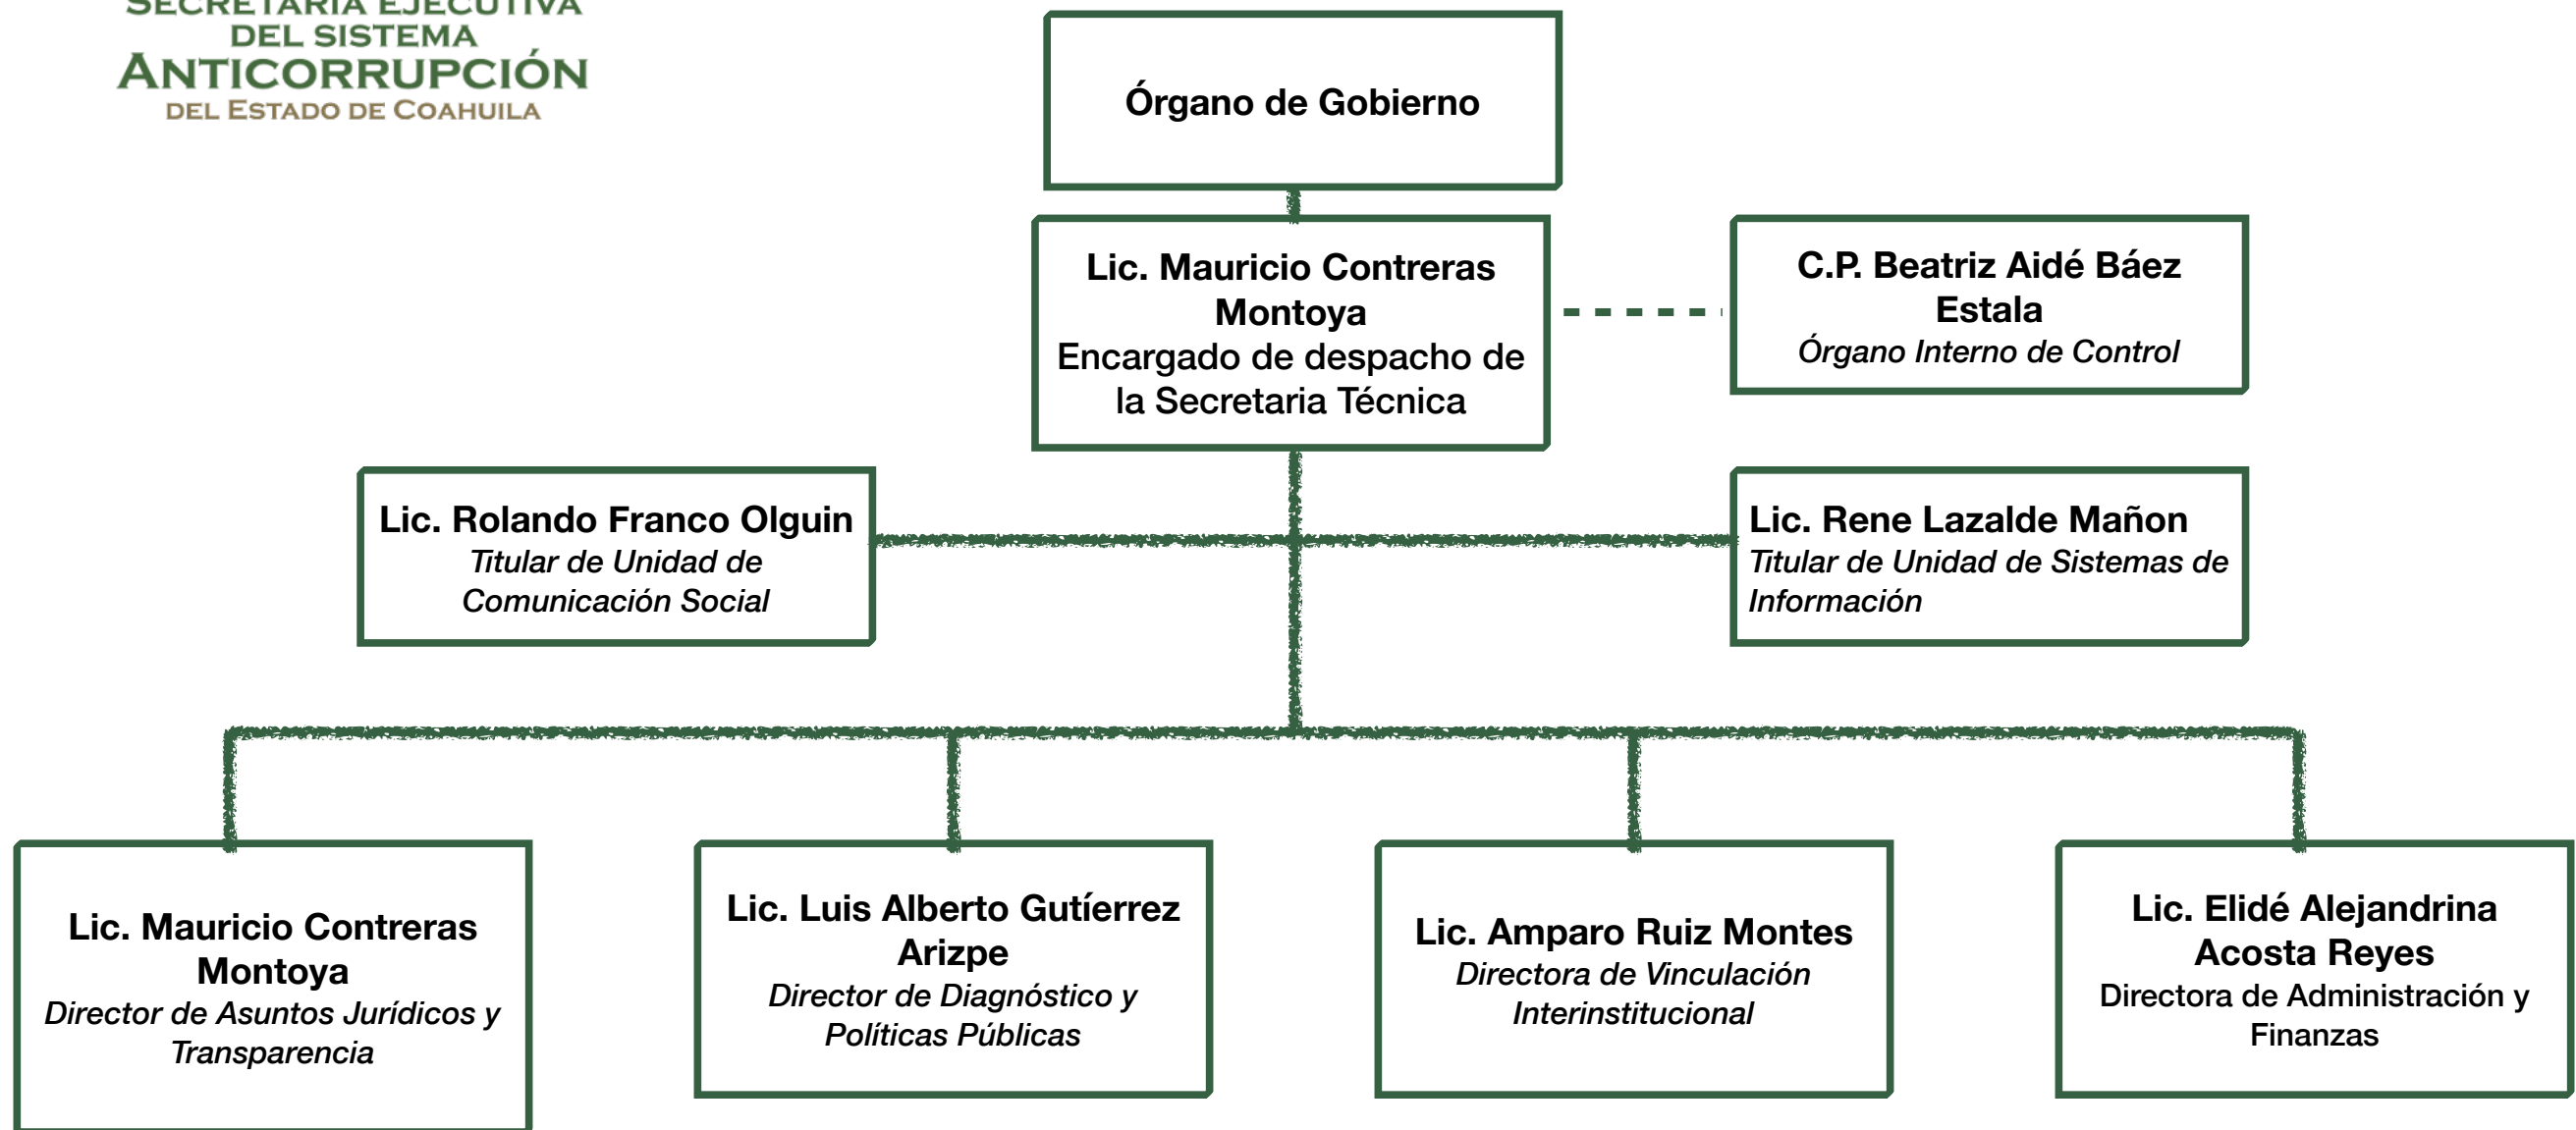 SECRETARÍA EJECUTIVA
DEL SISTEMA
ANTICORRUPCIÓN
DEL ESTADO DE COAHUILA
Órgano de Gobierno
Lic. Mauricio Contreras
Montoya
Encargado de despacho de
la Secretaria Técnica
C.P. Beatriz Aidé Báez
Estala
Órgano Interno de Control
Lic. Rolando Franco Olguin
Titular de Unidad de
Comunicación Social
Lic. Rene Lazalde Mañon
Titular de Unidad de Sistemas de
Información
Lic. Mauricio Contreras
Montoya
Director de Asuntos Jurídicos y
Transparencia
Lic. Luis Alberto Gutíerrez
Arizpe
Director de Diagnóstico y
Políticas Públicas
Lic. Amparo Ruiz Montes
Directora de Vinculación
Interinstitucional
Lic. Elidé Alejandrina
Acosta Reyes
Directora de Administración y
Finanzas